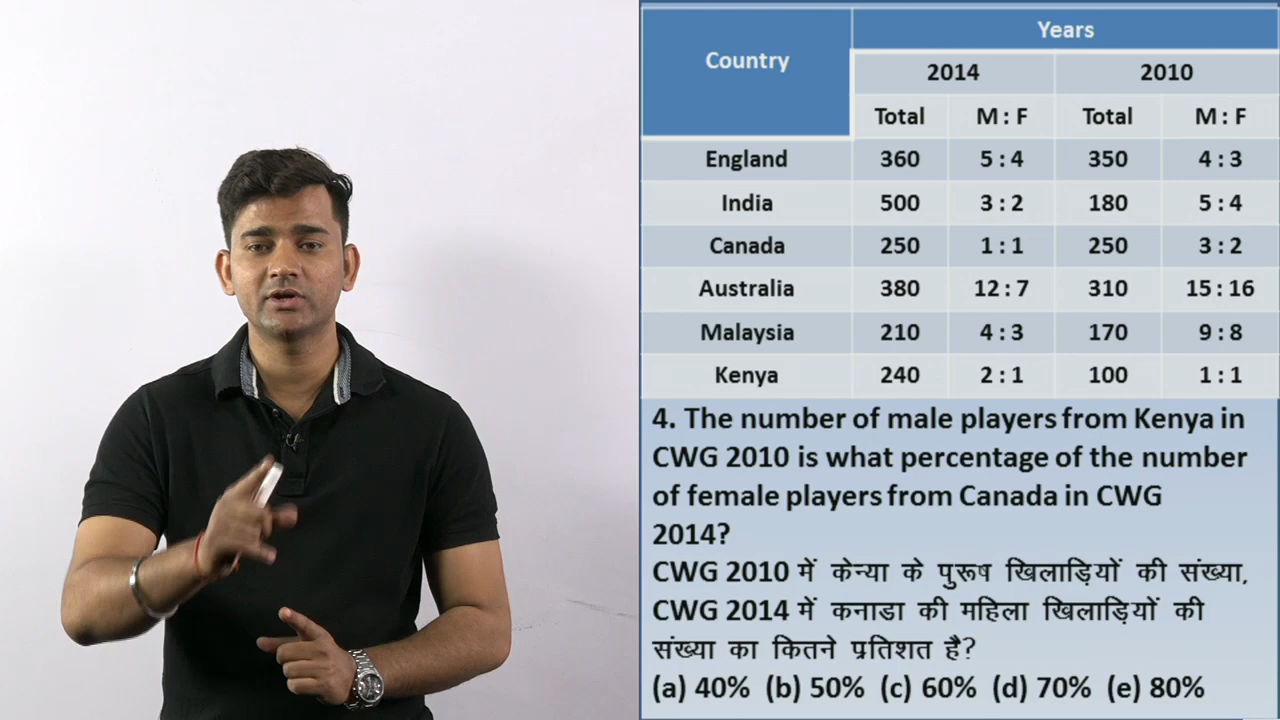 Country Years
2014 2010
Total M : F Total M : F
England 360 5 : 4 350 4 : 3
India 500 3 : 2 180 5 : 4
Canada 250 1 : 1 250 3 : 2
Australia 380 12 : 7 310 15 : 16
Malaysia 210 4 : 3 170 9 : 8
Kenya 240 2 : 1 100 1 : 1
4. The number of male players from Kenya in
CWG 2010 is what percentage of the number
of female players from Canada in CWG
2014?
CWG 2010 में केन्या के पुरूष खिलाड़ियों की संख्या,
CWG 2014 में कनाडा की महिला खिलाड़ियों की
संख्या का कितने प्रतिशत है?
(a) 40% (b) 50% (c) 60% (d) 70% (e) 80%